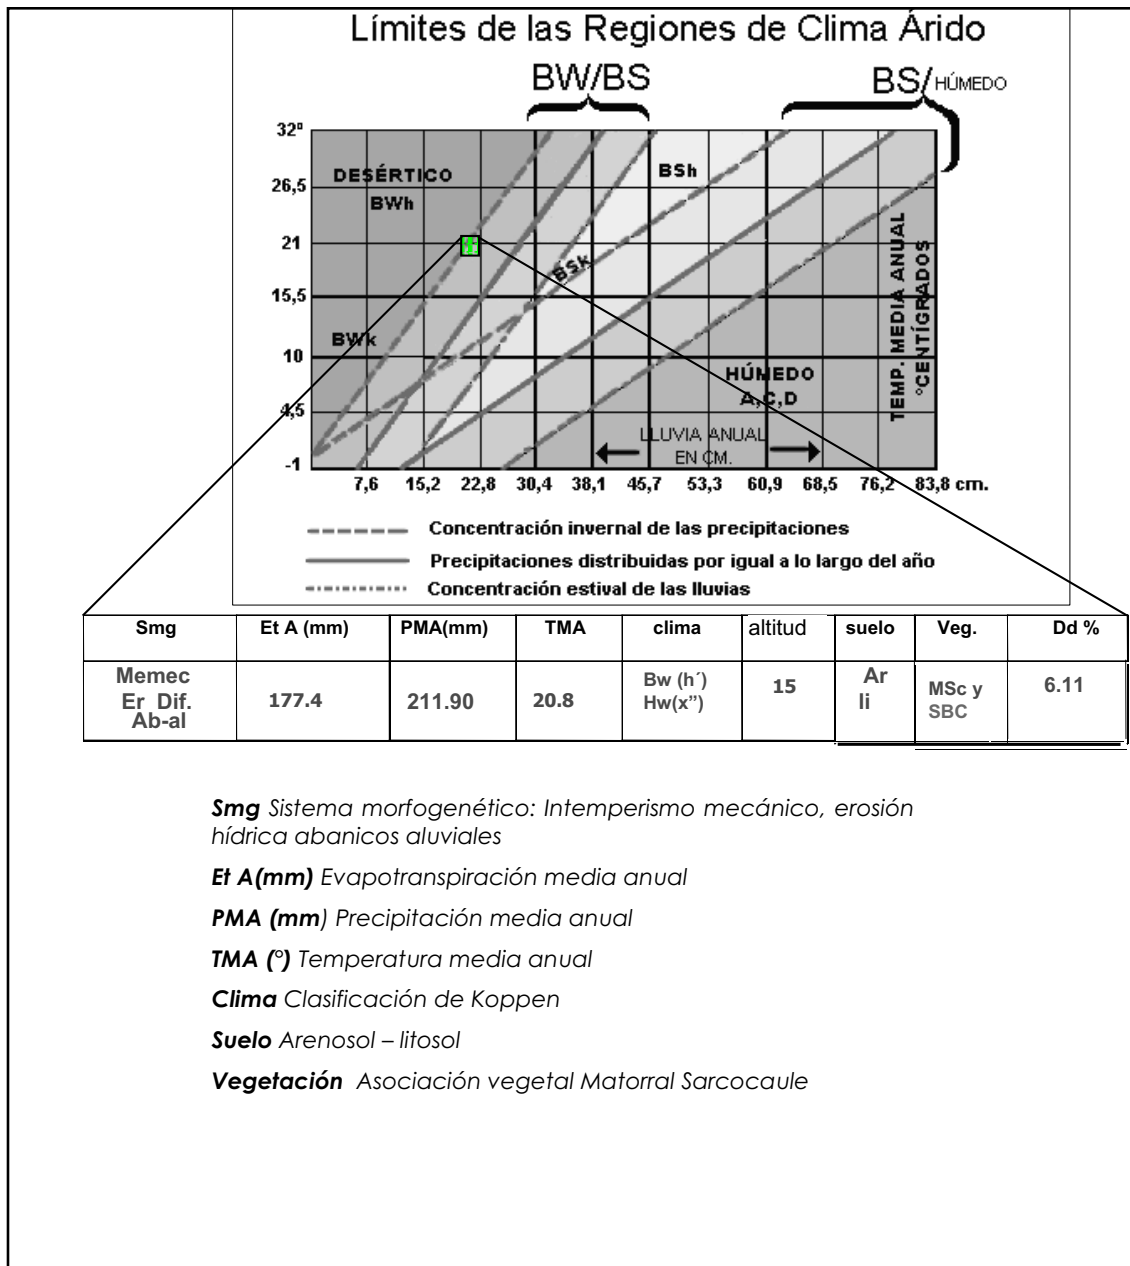 Límites de las Regiones de Clima Árido
BW/BS
BS/HÚMEDO
32º
26,5
21
15,5
10
4,5
-1
DESÉRTICO
BWh
BSh
BSk
BWk
HÚMEDO
A,C,D
LLUVIA ANUAL
EN CM.
TEMP. MEDIA ANUAL
ºCENTÍGRADOS
7,6 15,2 22,8 30,4 38,1 45,7 53,3 60,9 68,5 76,2 83,8 cm.
Concentración invernal de las precipitaciones
Precipitaciones distribuidas por igual a lo largo del año
Concentración estival de las lluvias
Smg Et A (mm) PMA(mm) TMA clima altitud suelo Veg. Dd %
Memec
Er Dif.
Ab-al
177.4
211.90
20.8
Bw (h´)
Hw(x”)
15
Ar
li
MSc y
SBC
6.11
Smg Sistema morfogenético: Intemperismo mecánico, erosión
hídrica abanicos aluviales
Et A(mm) Evapotranspiración media anual
PMA (mm) Precipitación media anual
TMA (º) Temperatura media anual
Clima Clasificación de Koppen
Suelo Arenosol – litosol
Vegetación Asociación vegetal Matorral Sarcocaule